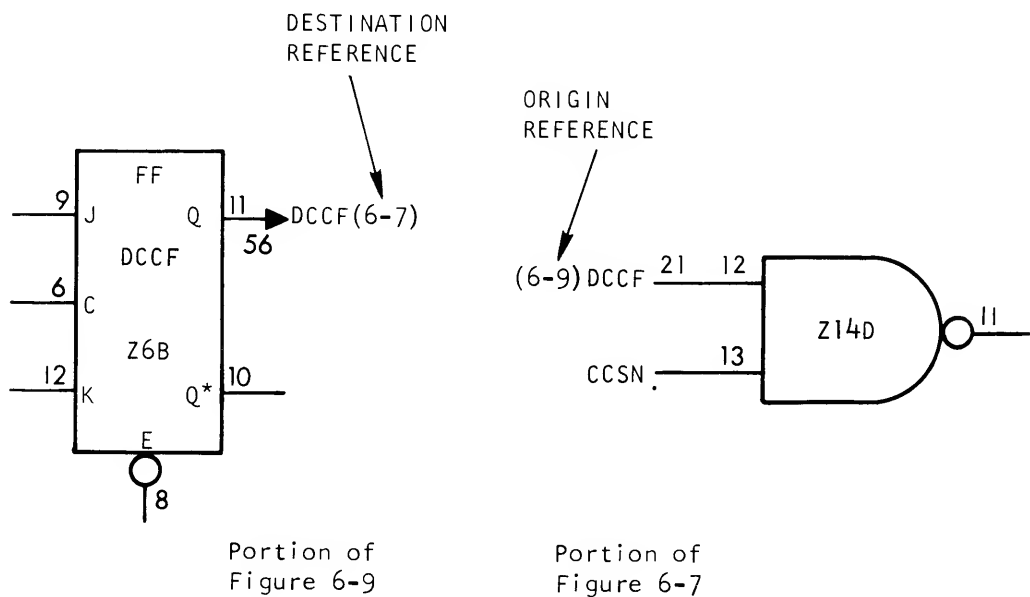 DESTINATION
REFERENCE
ORIGIN
REFERENCE
FF
9
J
Q
11
DCCF(6-7)
56
DCCF
6
C
Z6B
12
K
Q*
10
E
8
(6-9)DCCF
21
12
Z14D
11
CCSN
13
Portion of
Figure 6-9
Portion of
Figure 6-7